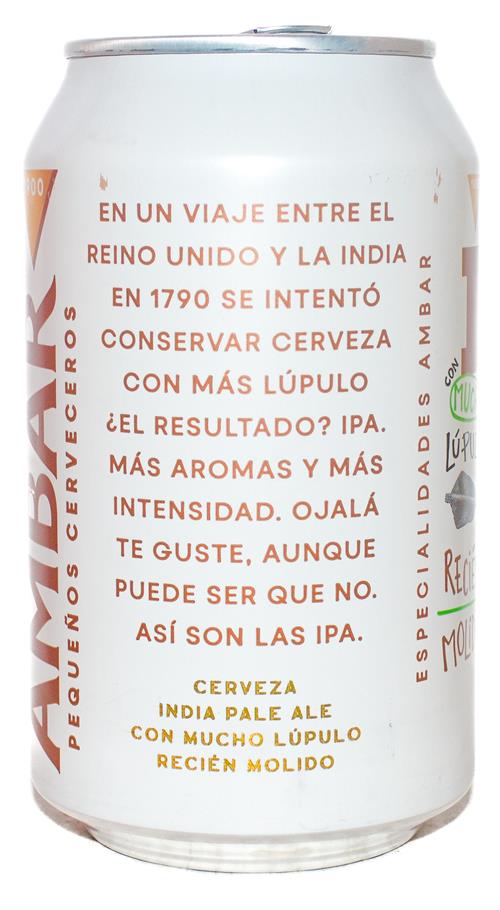 EN UN VIAJE ENTRE EL
REINO UNIDO Y LA INDIA
EN 1790 SE INTENTÓ
CONSERVAR CERVEZA
CON MÁS LÚPULO
¿EL RESULTADO? IPA.
MÁS AROMAS Y MÁS
INTENSIDAD. OJALÁ
TE GUSTE, AUNQUE
PUEDE SER QUE NO.
ASÍ SON LAS IPA.
CERVEZA
INDIA PALE ALE
CON MUCHO LÚPULO
RECIÉN MOLIDO
AMBAR
PEQUEÑOS CERVECEROS
ESPECIALIDADES AMBAR
CON